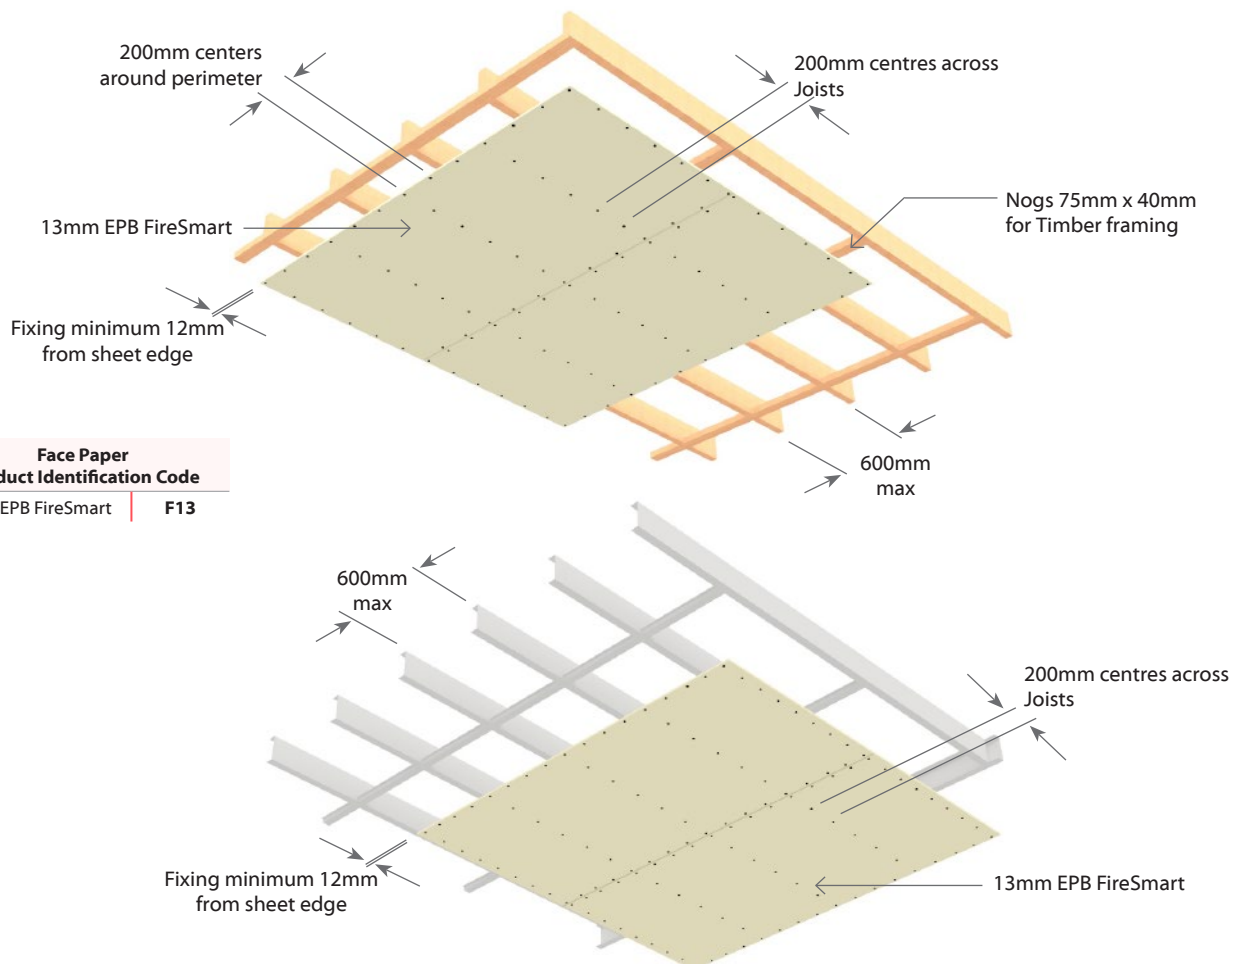 200mm centers
around perimeter
200mm centres across
Joists
13mm EPB FireSmart
Nogs 75mm x 40mm
for Timber framing
Fixing minimum 12mm
from sheet edge
600mm
max
Face Paper
duct Identification Code
EPB FireSmart F13
600mm
max
200mm centres across
Joists
Fixing minimum 12mm
from sheet edge
13mm EPB FireSmart